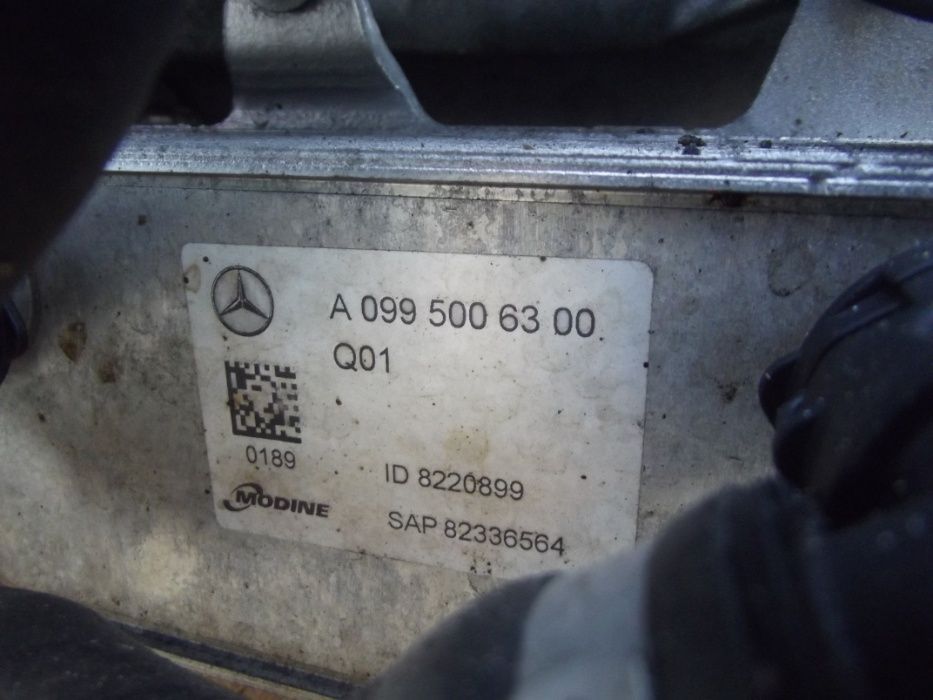 A 099 500 63 00
Q01
0189
ID 8220899
MODINE
SAP 82336564